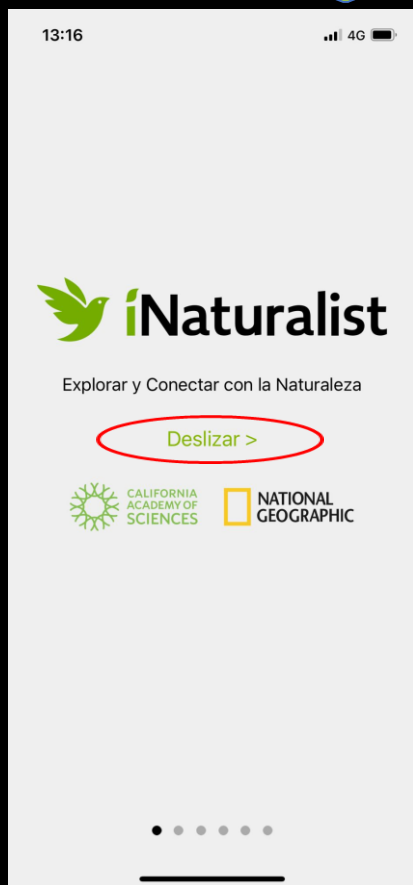 13:16 4G
iNaturalist
Explorar y Conectar con la Naturaleza
Deslizar >
CALIFORNIA
ACADEMY OF
SCIENCES
NATIONAL
GEOGRAPHIC